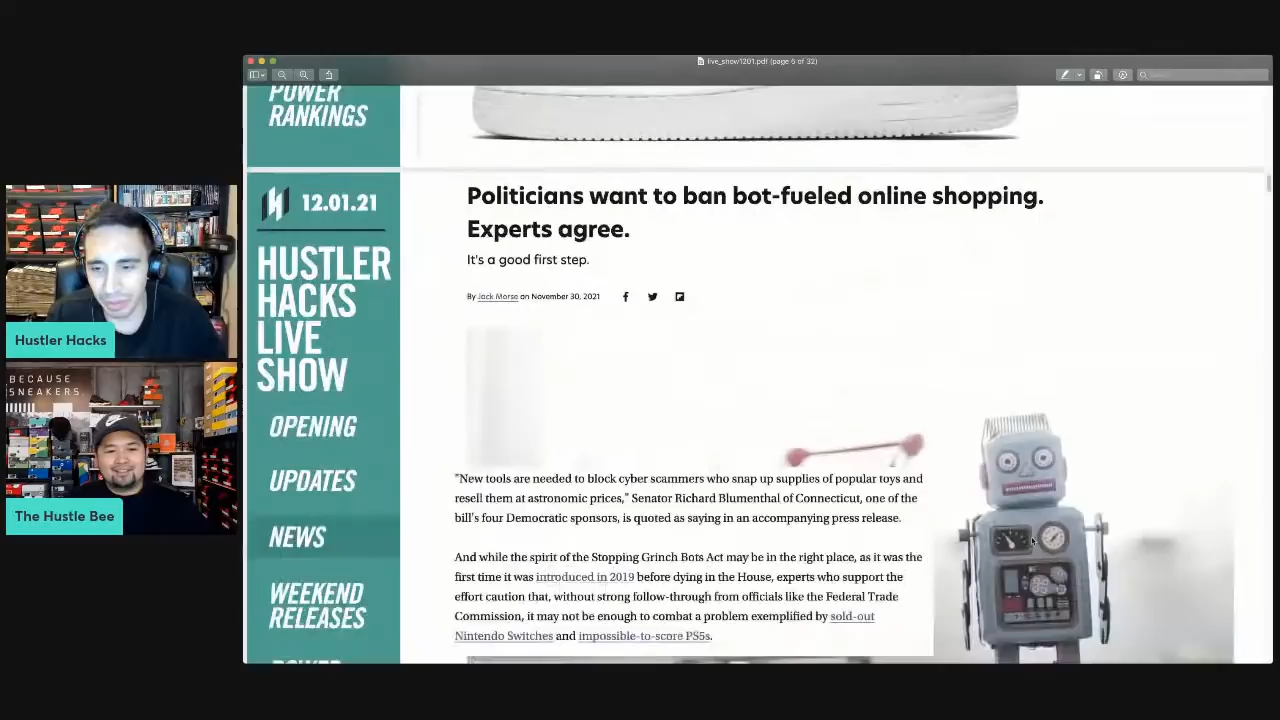 live_show1201.pdf (page 6 of 32)
Search
POWER
RANKINGS
12.01.21
HUSTLER
HACKS
LIVE
SHOW
OPENING
UPDATES
NEWS
WEEKEND
RELEASES
Politicians want to ban bot-fueled online shopping.
Experts agree.
It's a good first step.
By Jack Morse on November 30, 2021
"New tools are needed to block cyber scammers who snap up supplies of popular toys and
resell them at astronomic prices," Senator Richard Blumenthal of Connecticut, one of the
bill's four Democratic sponsors, is quoted as saying in an accompanying press release.
And while the spirit of the Stopping Grinch Bots Act may be in the right place, as it was the
first time it was introduced in 2019 before dying in the House, experts who support the
effort caution that, without strong follow-through from officials like the Federal Trade
Commission, it may not be enough to combat a problem exemplified by sold-out
Nintendo Switches and impossible-to-score PS5s.
Hustler Hacks
BECAUSE
SNEAKERS.
The Hustle Bee